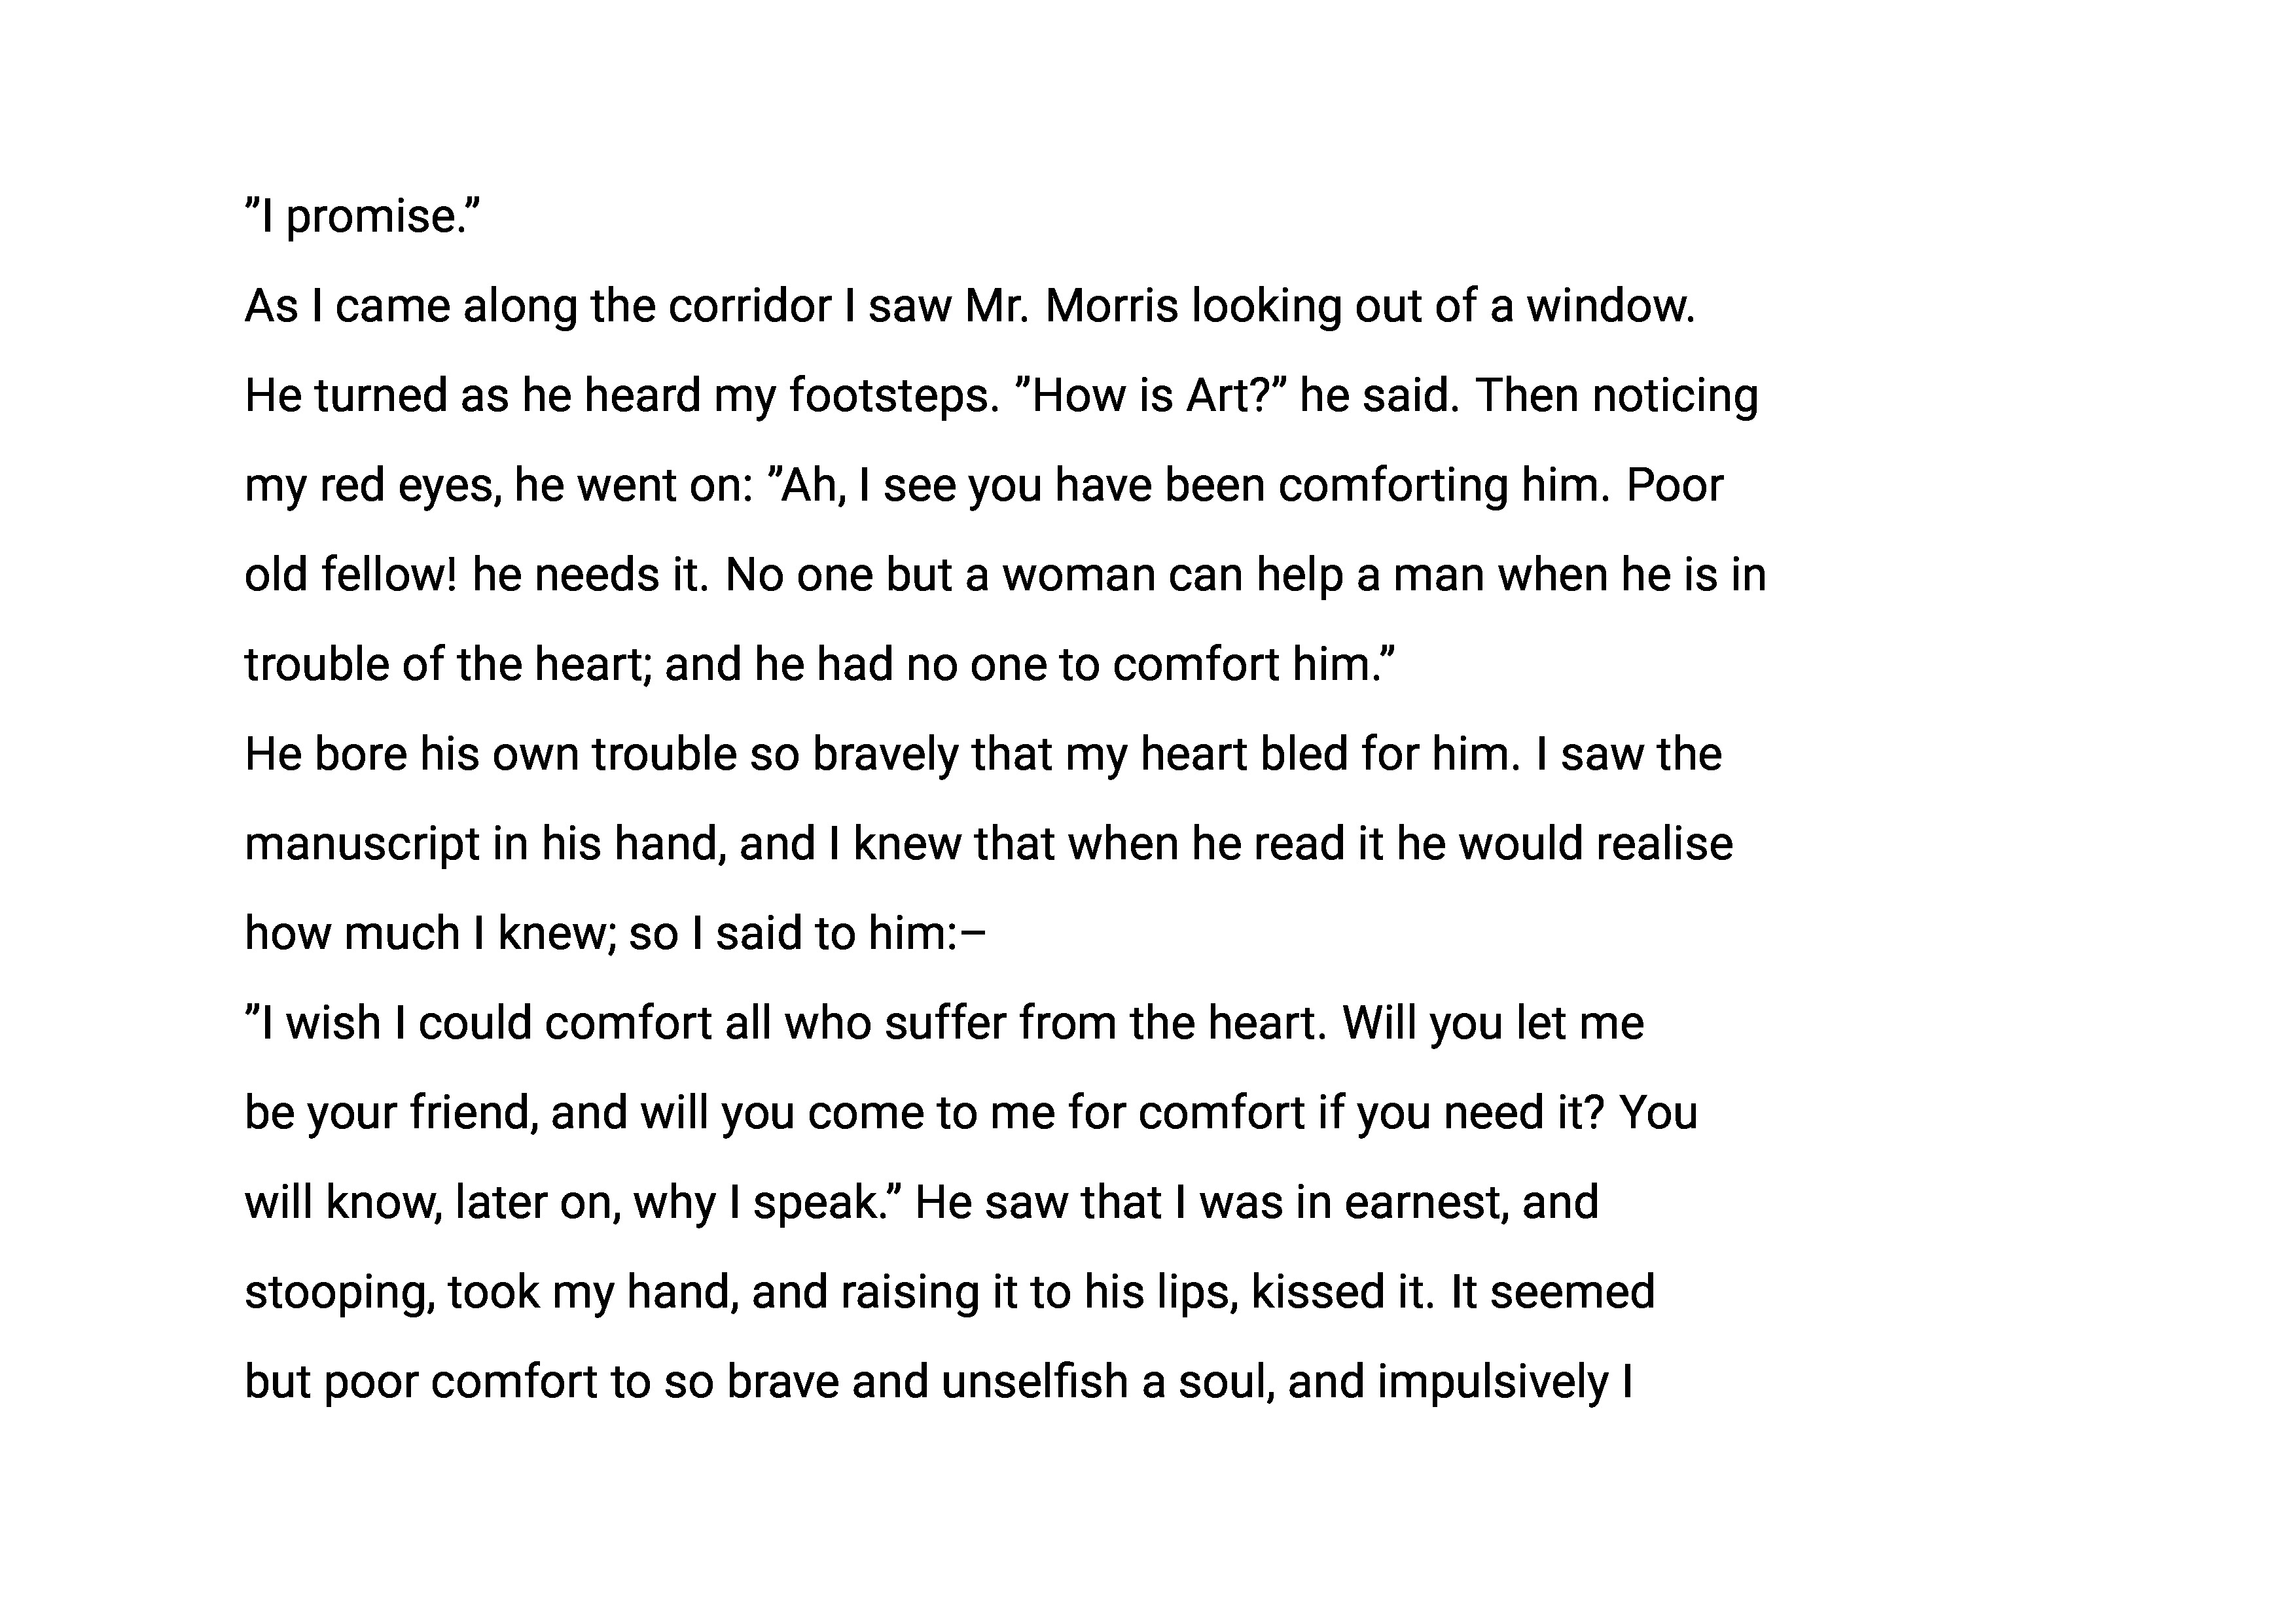 ”I promise.”
As I came along the corridor I saw Mr. Morris looking out of a window.
He turned as he heard my footsteps. ”How is Art?” he said. Then noticing
my red eyes, he went on: ”Ah, I see you have been comforting him. Poor
old fellow! he needs it. No one but a woman can help a man when he is in
trouble of the heart; and he had no one to comfort him.”
He bore his own trouble so bravely that my heart bled for him. I saw the
manuscript in his hand, and I knew that when he read it he would realise
how much I knew; so I said to him:–
”I wish I could comfort all who suffer from the heart. Will you let me
be your friend, and will you come to me for comfort if you need it? You
will know, later on, why I speak.” He saw that I was in earnest, and
stooping, took my hand, and raising it to his lips, kissed it. It seemed
but poor comfort to so brave and unselfish a soul, and impulsively I